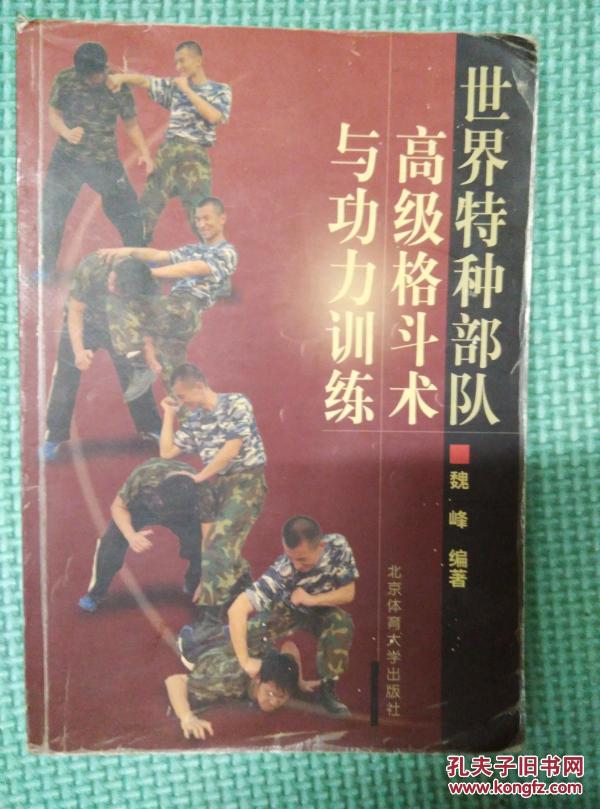 世界特种部队
高级格斗术
与功力训练
魏峰 编著
北京体育大学出版社
孔夫子旧书网
www.kongfz.com